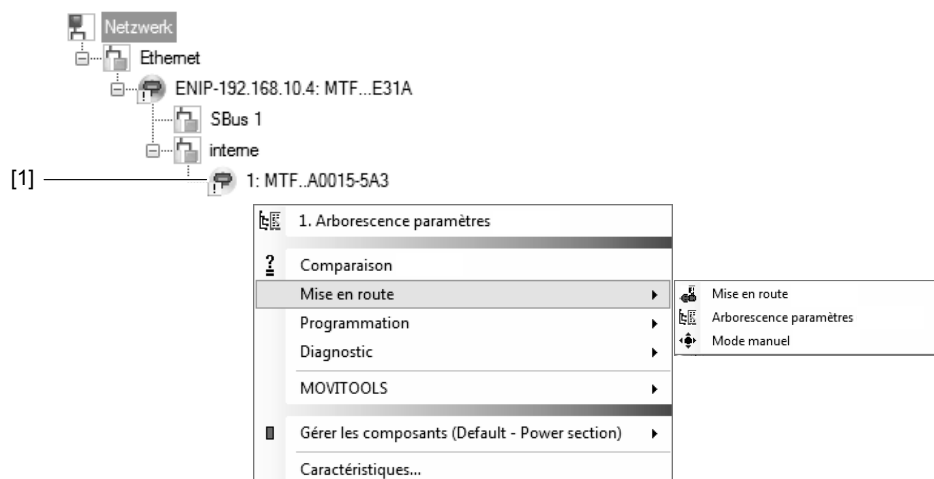 Netzwerk
Ethernet
ENIP-192.168.10.4: MTF...E31A
SBus 1
interne
[1] 1: MTF..A0015-5A3
1. Arborescence paramètres
Comparaison
Mise en route
Mise en route
Programmation
Arborescence paramètres
Diagnostic
Mode manuel
MOVITOOLS
Gérer les composants (Default - Power section)
Caractéristiques...